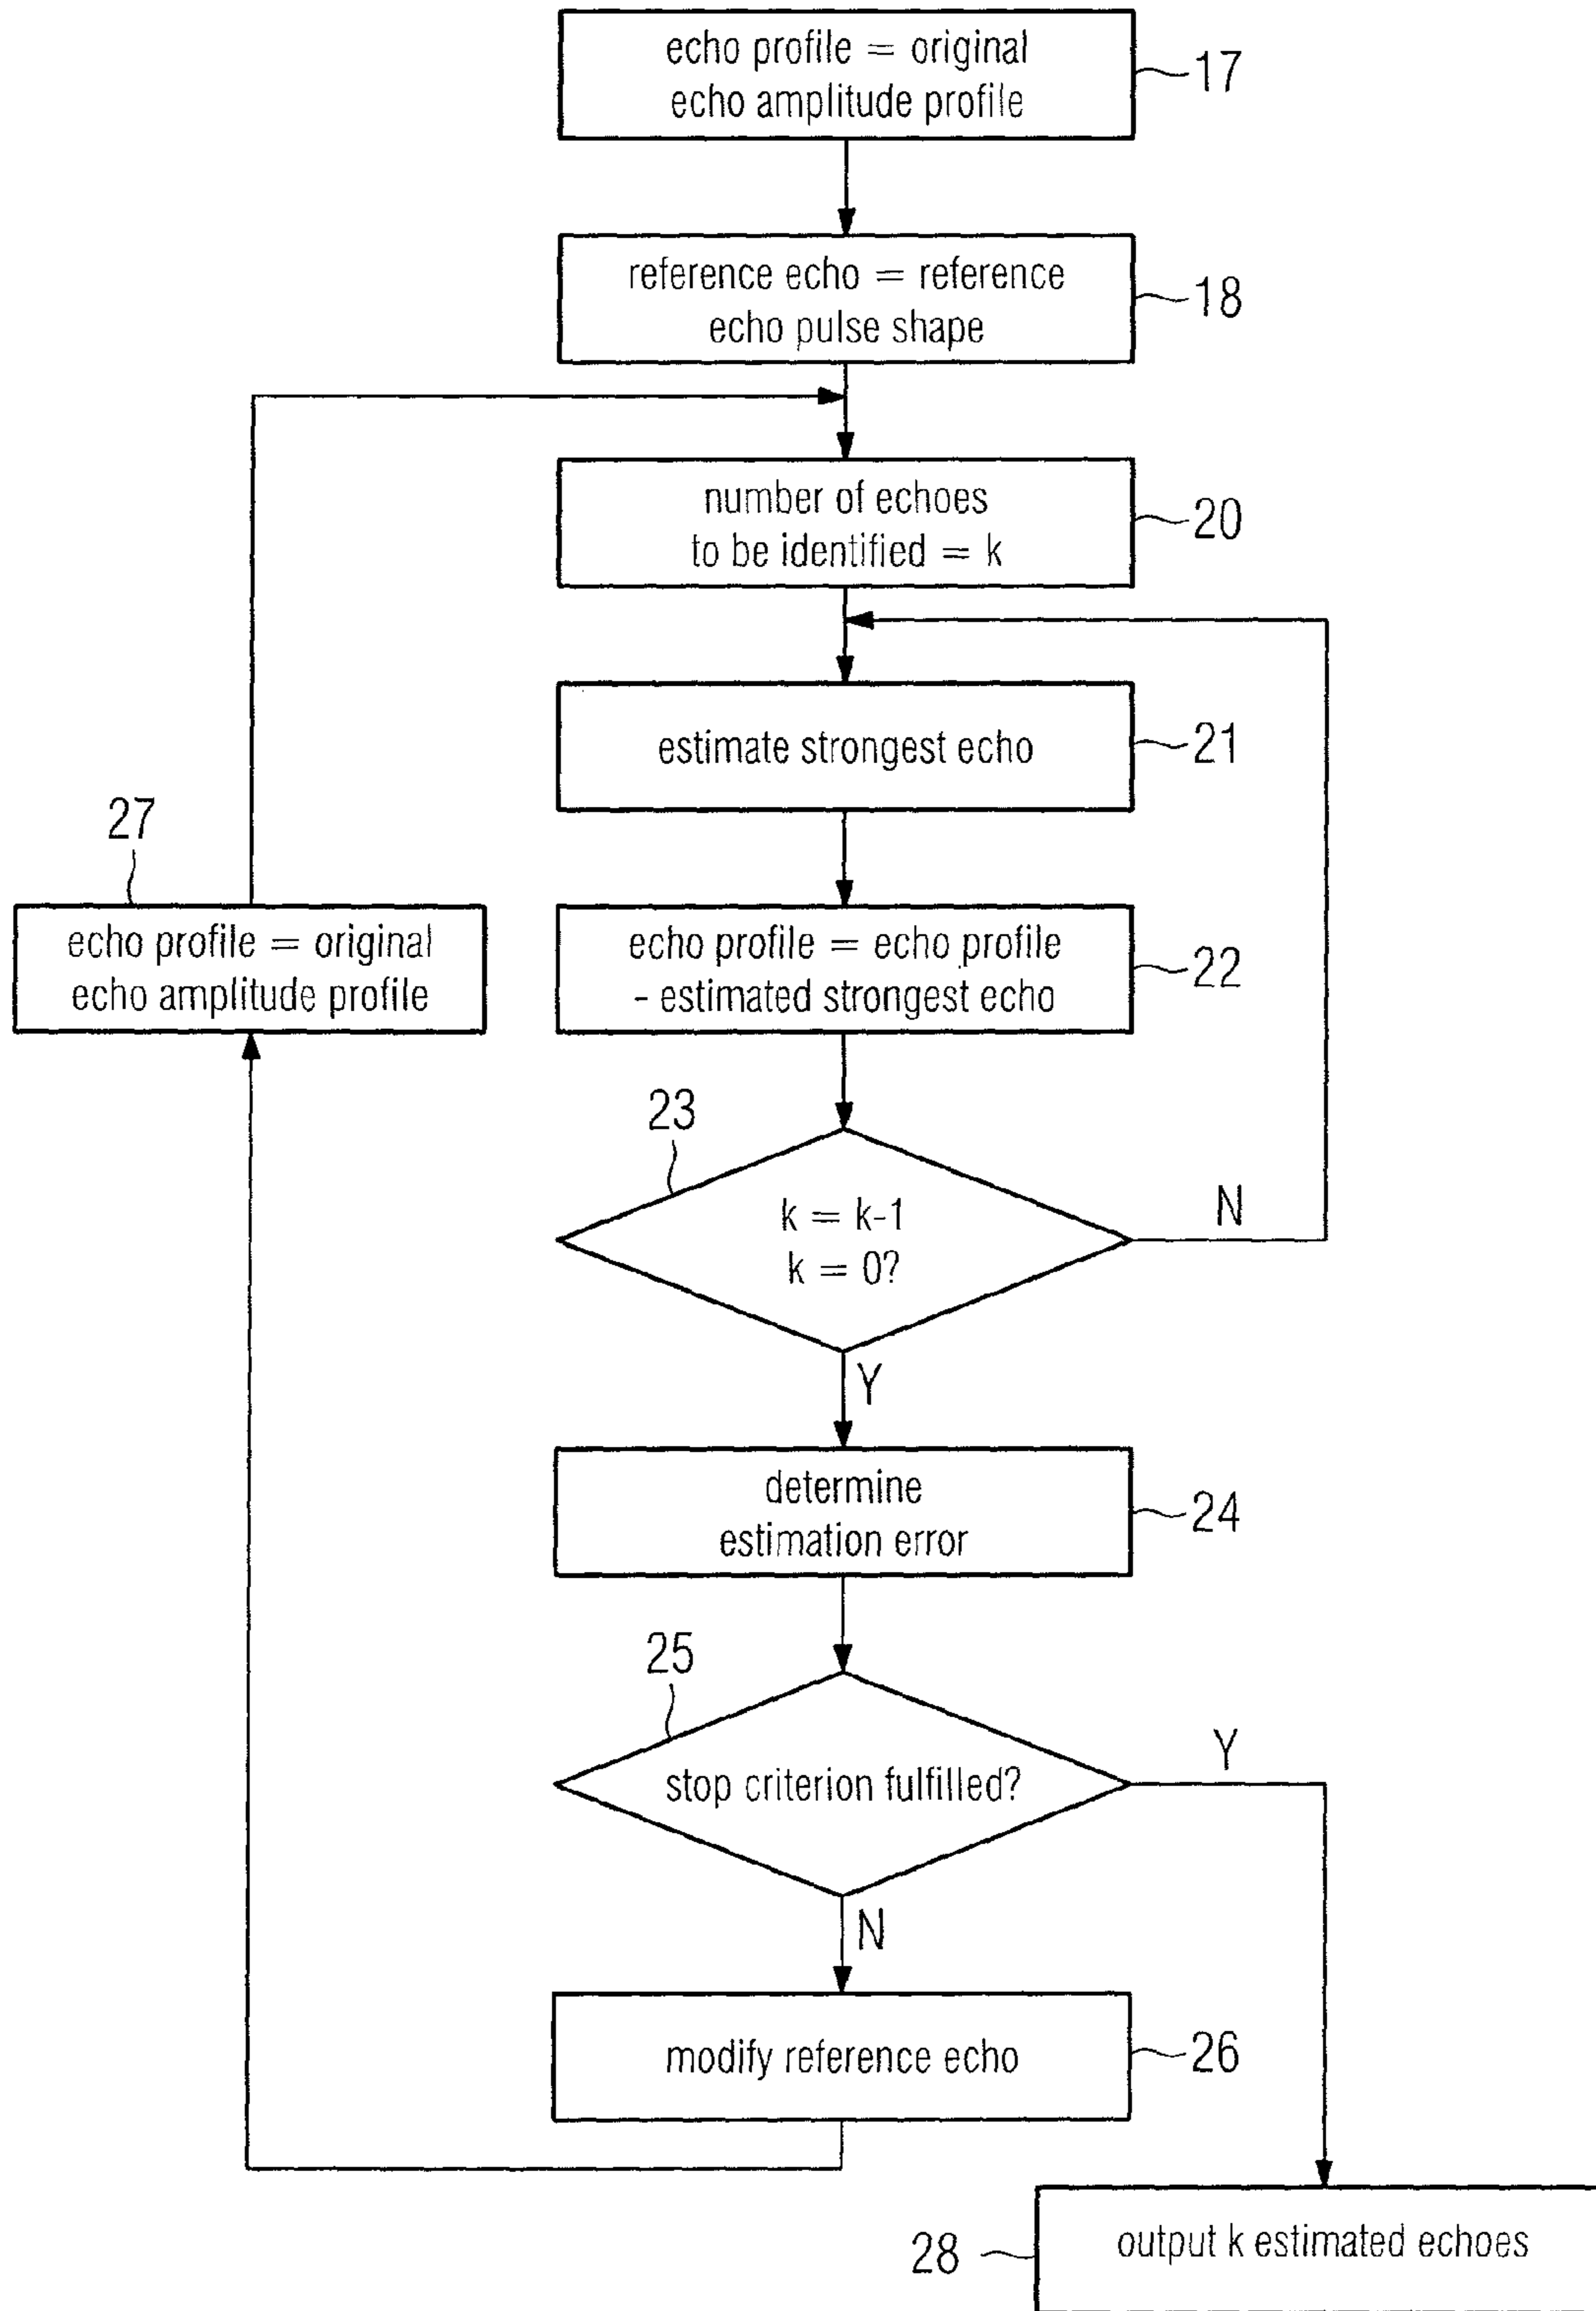 echo profile = original
echo amplitude profile
17
reference echo = reference
echo pulse shape
18
number of echoes
to be identified = k
20
estimate strongest echo
21
27
echo profile = original
echo amplitude profile
echo profile = echo profile
- estimated strongest echo
22
23
k = k-1
k = 0?
N
Y
determine
estimation error
24
25
stop criterion fulfilled?
Y
N
modify reference echo
26
28
output k estimated echoes